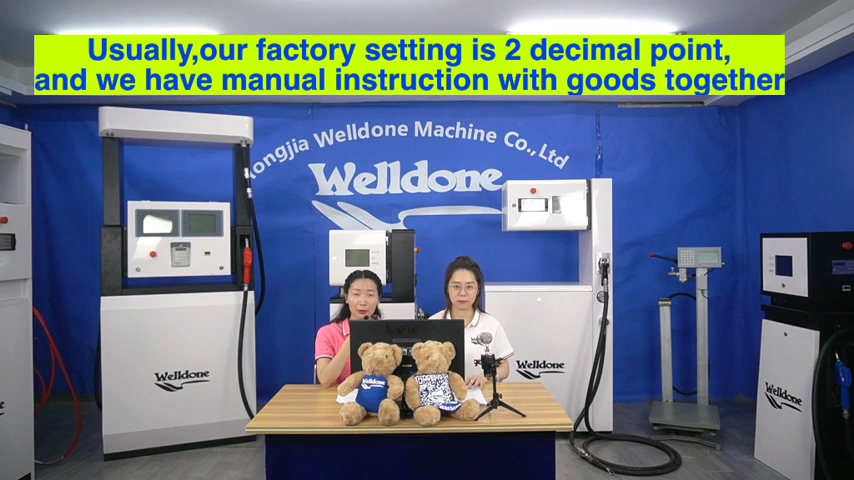 Usually,our factory setting is 2 decimal point,
and we have manual instruction with goods together
ongjia Welldone Machine Co.,Ltd
Welldone
Welldone
Welldone
Welldone
Welldone